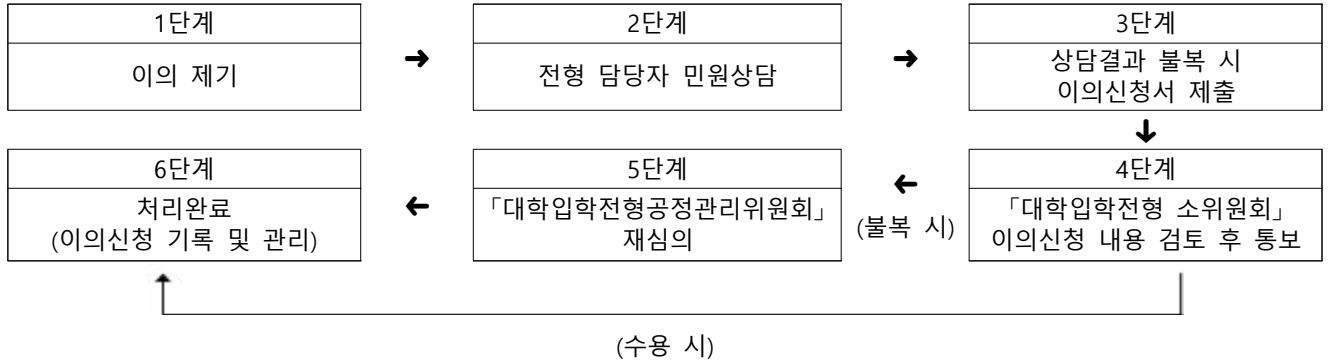 1단계
이의 제기
2단계
전형 담당자 민원상담
3단계
상담결과 불복 시
이의신청서 제출
4단계
「대학입학전형 소위원회」
이의신청 내용 검토 후 통보
(불복 시)
5단계
「대학입학전형공정관리위원회」
재심의
6단계
처리완료
(이의신청 기록 및 관리)
(수용 시)